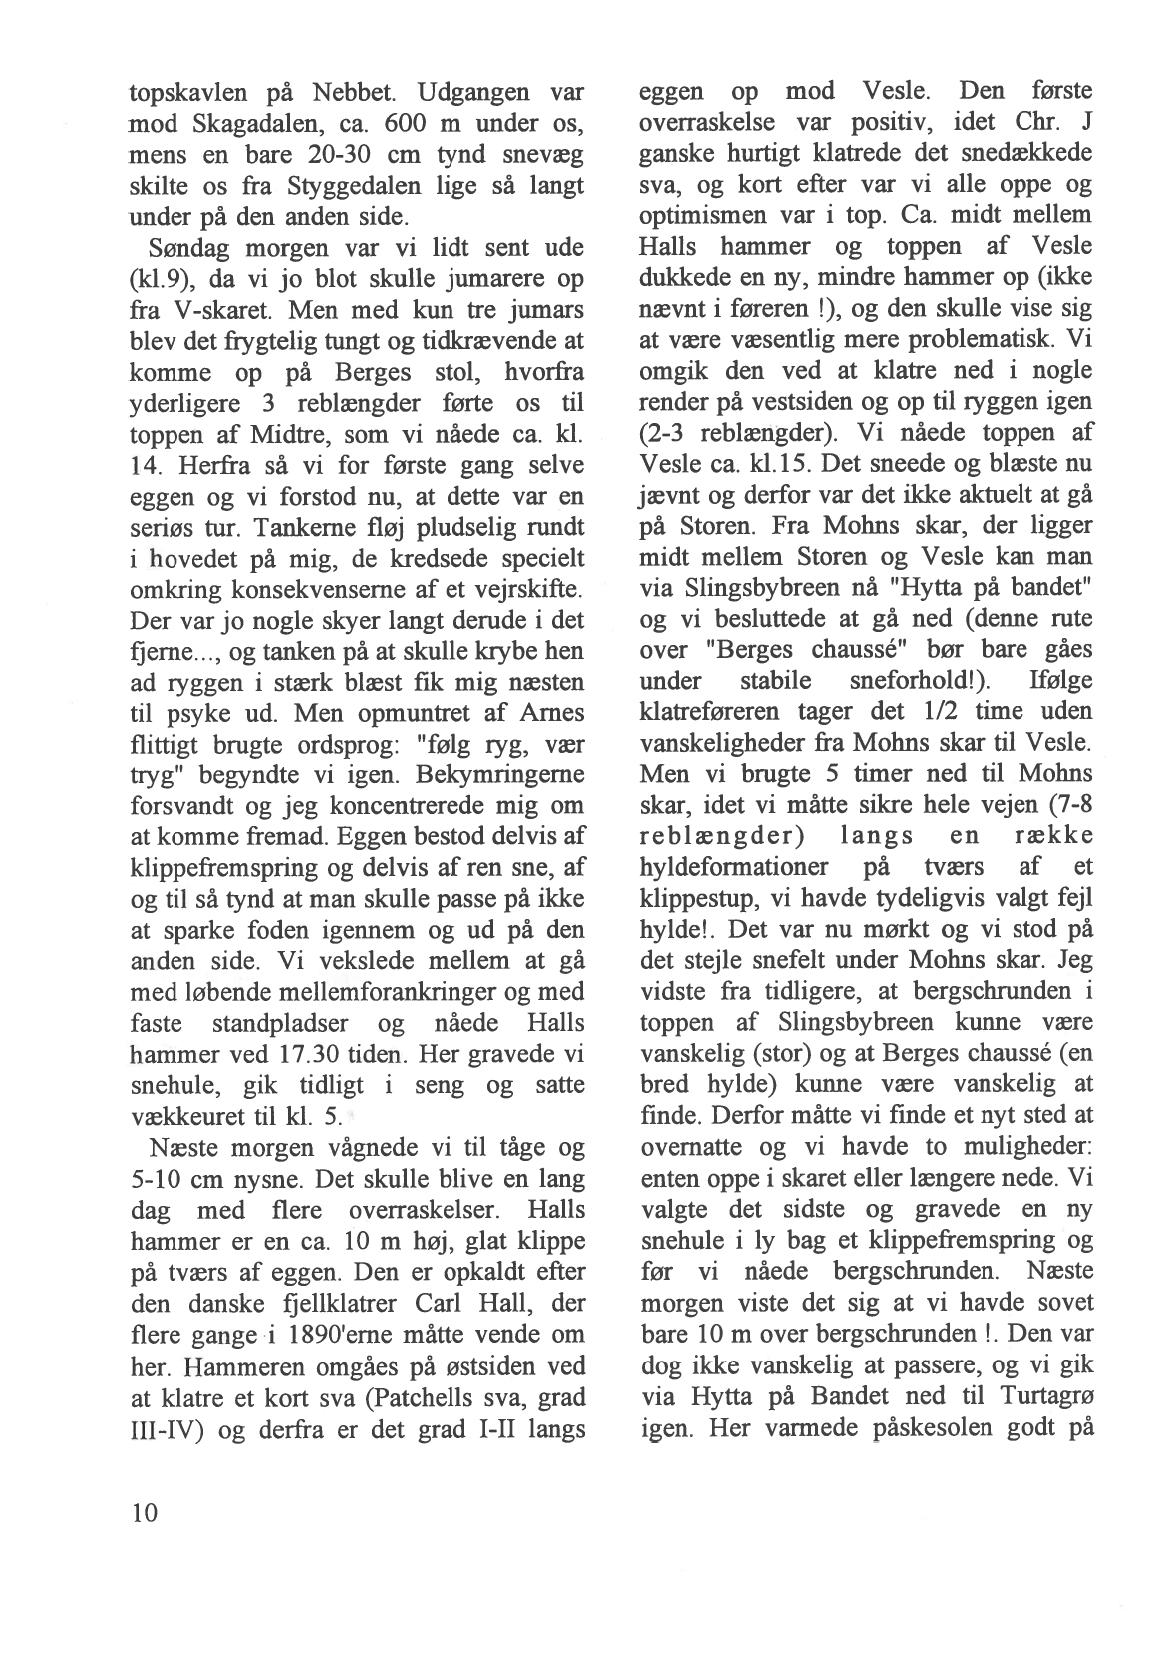 topskavlen på Nebbet. Udgangen var
mod Skagadalen, ca. 600 m under os,
mens en bare 20-30 cm tynd snevæg
skilte os fra Styggedalen lige så langt
under på den anden side.
Søndag morgen var vi lidt sent ude
(kl.9), da vi jo blot skulle jumarere op
fra V-skaret. Men med kun tre jumars
blev det frygtelig tungt og tidkrævende at
komme op på Berges stol, hvorfra
yderligere 3 reblængder førte os til
toppen af Midtre, som vi nåede ca. kl.
14. Herfra så vi for første gang selve
eggen og vi forstod nu, at dette var en
seriøs tur. Tankerne fløj pludselig rundt
i hovedet på mig, de kredsede specielt
omkring konsekvenserne af et vejrskifte.
Der var jo nogle skyer langt derude i det
fjerne..., og tanken på at skulle krybe hen
ad ryggen i stærk blæst fik mig næsten
til psyke ud. Men opmuntret af Arnes
flittigt brugte ordsprog: "følg ryg, vær
tryg" begyndte vi igen. Bekymringerne
forsvandt og jeg koncentrerede mig om
at komme fremad. Eggen bestod delvis af
klippefremspring og delvis af ren sne, af
og til så tynd at man skulle passe på ikke
at sparke foden igennem og ud på den
anden side. Vi vekslede mellem at gå
med løbende mellemforankringer og med
faste standpladser og nåede Halls
hammer ved 17.30 tiden. Her gravede vi
snehule, gik tidligt i seng og satte
vækkeuret til kl. 5.
Næste morgen vågnede vi til tåge og
5-10 cm nysne. Det skulle blive en lang
dag med flere overraskelser. Halls
hammer er en ca. 10 m høj, glat klippe
på tværs af eggen. Den er opkaldt efter
den danske fjellklatrer Carl Hall, der
flere gange i 1890'erne måtte vende om
her. Hammeren omgåes på østsiden ved
at klatre et kort sva (Patchells sva, grad
III-IV) og derfra er det grad I-II langs
eggen op mod Vesle. Den første
overraskelse var positiv, idet Chr. J
ganske hurtigt klatrede det snedækkede
sva, og kort efter var vi alle oppe og
optimismen var i top. Ca. midt mellem
Halls hammer og toppen af Vesle
dukkede en ny, mindre hammer op (ikke
nævnt i føreren !), og den skulle vise sig
at være væsentlig mere problematisk. Vi
omgik den ved at klatre ned i nogle
render på vestsiden og op til ryggen igen
(2-3 reblængder). Vi nåede toppen af
Vesle ca. kl.15. Det sneede og blæste nu
jævnt og derfor var det ikke aktuelt at gå
på Storen. Fra Mohns skar, der ligger
midt mellem Storen og Vesle kan man
via Slingsbybreen nå "Hytta på bandet"
og vi besluttede at gå ned (denne rute
over "Berges chaussé" bør bare gåes
under stabile sneforhold!). Ifølge
klatreføreren tager det 1/2 time uden
vanskeligheder fra Mohns skar til Vesle.
Men vi brugte 5 timer ned til Mohns
skar, idet vi måtte sikre hele vejen (7-8
reblængder) langs en række
hyldeformationer på tværs af et
klippestup, vi havde tydeligvis valgt fejl
hylde!. Det var nu mørkt og vi stod på
det stejle snefelt under Mohns skar. Jeg
vidste fra tidligere, at bergschrunden i
toppen af Slingsbybreen kunne være
vanskelig (stor) og at Berges chaussé (en
bred hylde) kunne være vanskelig at
finde. Derfor måtte vi finde et nyt sted at
overnatte og vi havde to muligheder:
enten oppe i skaret eller længere nede. Vi
valgte det sidste og gravede en ny
snehule i ly bag et klippefremspring og
før vi nåede bergschrunden. Næste
morgen viste det sig at vi havde sovet
bare 10 m over bergschrunden !. Den var
dog ikke vanskelig at passere, og vi gik
via Hytta på Bandet ned til Turtagrø
igen. Her varmede påskesolen godt på
10